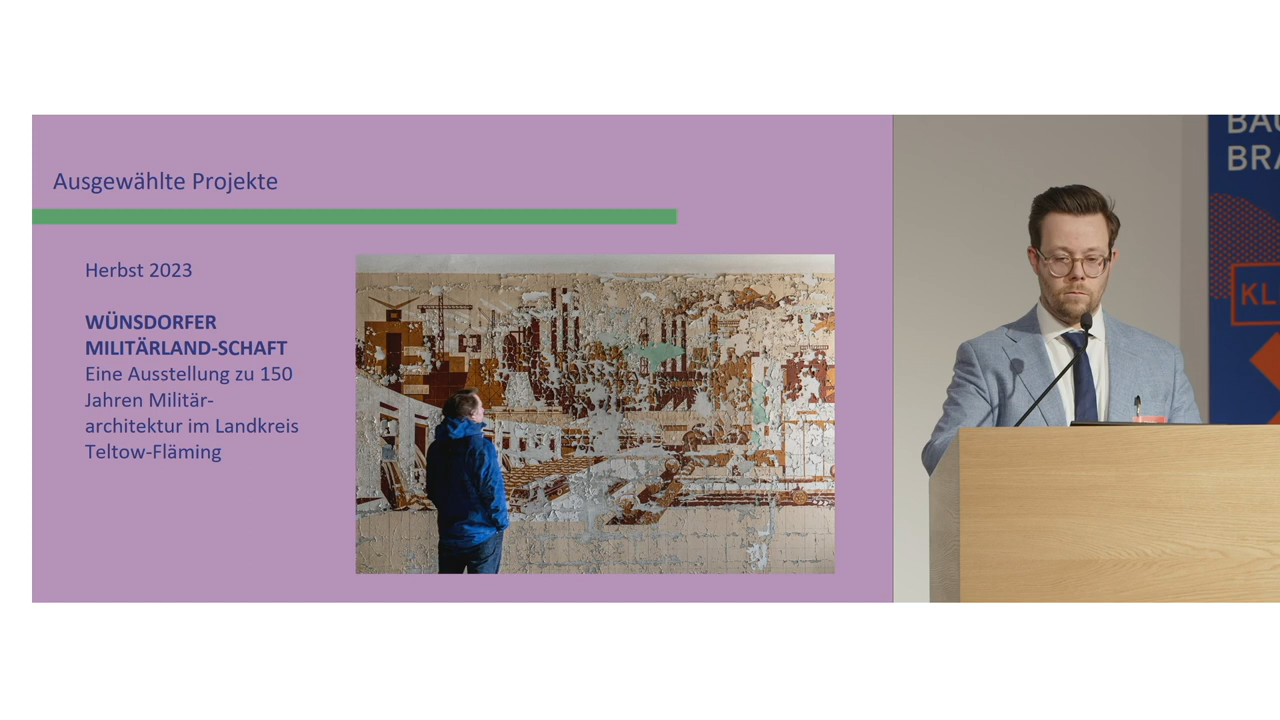 Ausgewählte Projekte
Herbst 2023
WÜNSDORFER
MILITÄRLAND-SCHAFT
Eine Ausstellung zu 150
Jahren Militär-
architektur im Landkreis
Teltow-Fläming